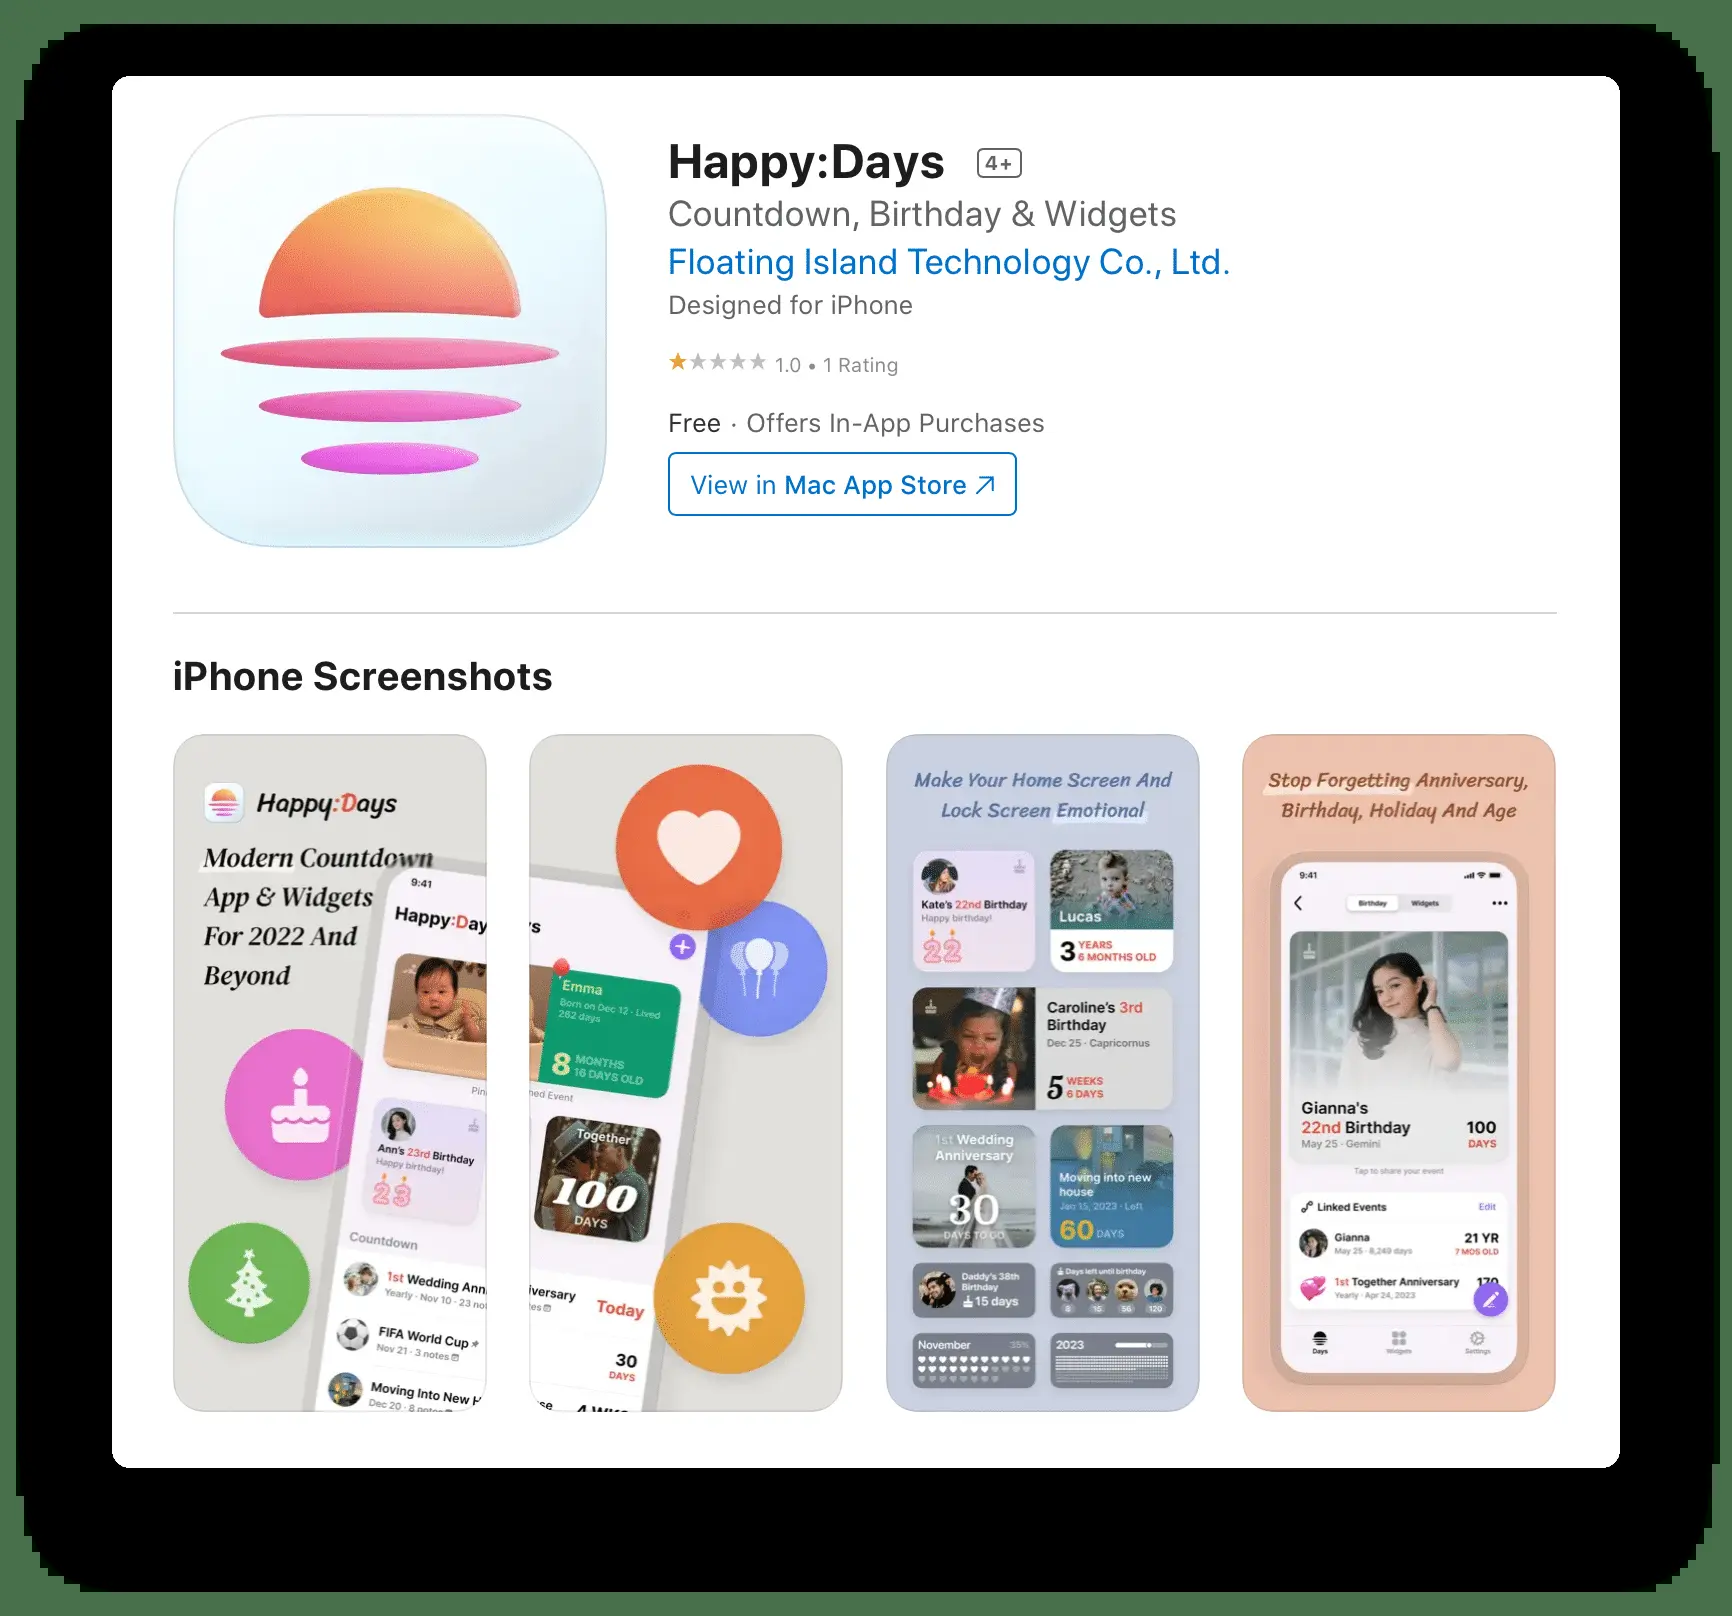 Happy:Days 4+
Countdown, Birthday & Widgets
Floating Island Technology Co., Ltd.
Designed for iPhone
1.0 • 1 Rating
Free · Offers In-App Purchases
View in Mac App Store
iPhone Screenshots
Happy:Days
Modern Countdown
App & Widgets
For 2022 And
Beyond
9:41
Happy:Day
Pin
Ann's 23rd Birthday
Happy birthday!
23
Countdown
1st Wedding Ann
Yearly · Nov 10 · 23 no
FIFA World Cup
Nov 21 · 3 notes
Moving Into New H
Dec 20 · 8 notes
's
Emma
Born on Dec 12 · Lived
262 days
8 MONTHS
16 DAYS OLD
ned Event
Together
100
DAYS
iversary
es
Today
30
DAYS
se
4 WKS
Make Your Home Screen And
Lock Screen Emotional
Kate's 22nd Birthday
Happy birthday!
22
Lucas
3 YEARS
6 MONTHS OLD
Caroline's 3rd
Birthday
Dec 25 · Capricornus
5 WEEKS
6 DAYS
1st Wedding
Anniversary
30
DAYS TO GO
Moving into new
house
Jan 15, 2023 · Left
60 DAYS
Daddy's 38th
Birthday
15 days
Days left until birthday
8 16 56 120
November 35%
2023
Stop Forgetting Anniversary,
Birthday, Holiday And Age
9:41
Birthday Widgets
Gianna's
22nd Birthday
May 25 · Gemini
100
DAYS
Tap to share your event
Linked Events Edit
Gianna
May 25 · 8,249 days
21 YR
7 MOS OLD
1st Together Anniversary
Yearly · Apr 24, 2023
170
Days Widgets Settings